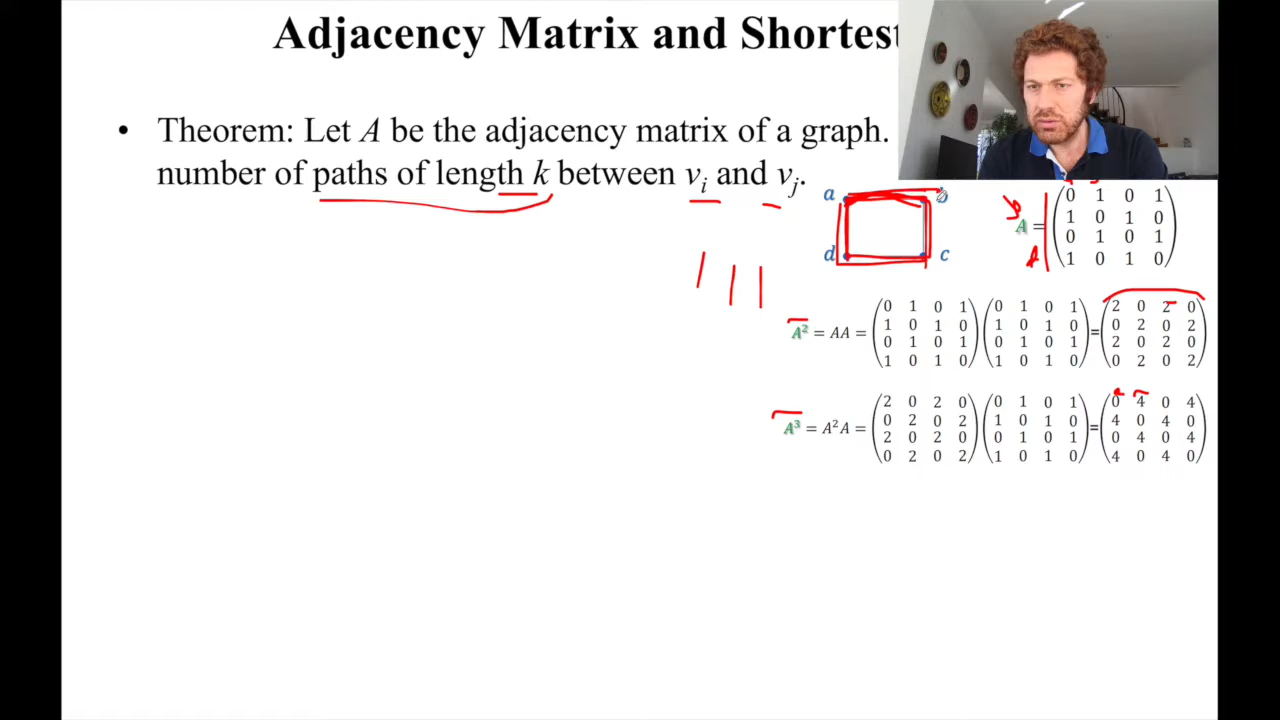 Adjacency Matrix and Shortest
• Theorem: Let A be the adjacency matrix of a graph.
number of paths of length k between vᵢ and vⱼ.
a b
d c
A =
0 1 0 1
1 0 1 0
0 1 0 1
1 0 1 0
A² = AA =
0 1 0 1
1 0 1 0
0 1 0 1
1 0 1 0
0 1 0 1
1 0 1 0
0 1 0 1
1 0 1 0
=
2 0 2 0
0 2 0 2
2 0 2 0
0 2 0 2
A³ = A²A =
2 0 2 0
0 2 0 2
2 0 2 0
0 2 0 2
0 1 0 1
1 0 1 0
0 1 0 1
1 0 1 0
=
0 4 0 4
4 0 4 0
0 4 0 4
4 0 4 0